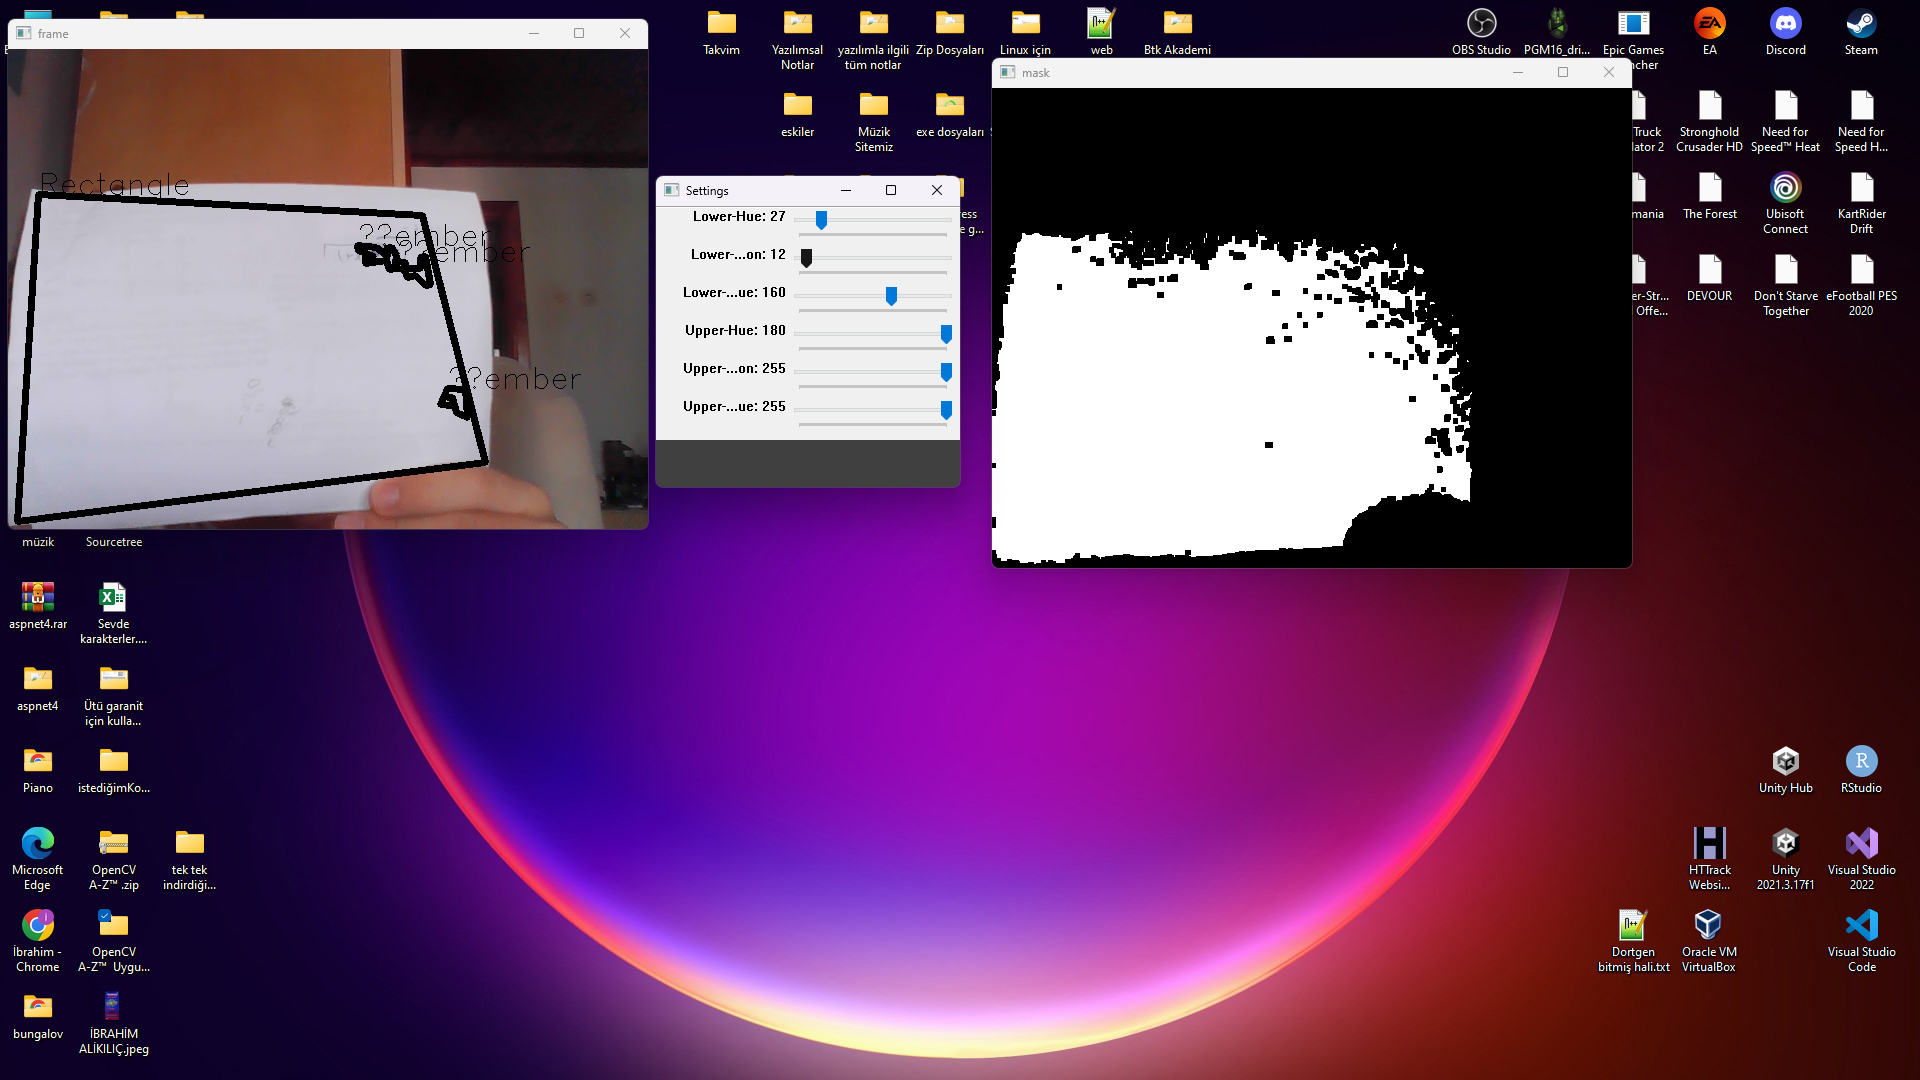 frame
Rectangle
??ember
?ember
??ember
Takvim
Yazılımsal
Notlar
yazılımla ilgili
tüm notlar
Zip Dosyaları
Linux için
web
Btk Akademi
eskiler
Müzik
Sitemiz
exe dosyaları
Settings
Lower-Hue: 27
Lower-...on: 12
Lower-...ue: 160
Upper-Hue: 180
Upper-...on: 255
Upper-...ue: 255
ess
e g...
mask
OBS Studio
PGM16_dri...
Epic Games
ncher
EA
Discord
Steam
Truck
lator 2
Stronghold
Crusader HD
Need for
Speed™ Heat
Need for
Speed H...
mania
The Forest
Ubisoft
Connect
KartRider
Drift
er-Str...
l Offe...
DEVOUR
Don't Starve
Together
eFootball PES
2020
müzik
Sourcetree
aspnet4.rar
Sevde
karakterler....
aspnet4
Ütü garanit
için kulla...
Piano
istediğimKo...
Microsoft
Edge
OpenCV
A-Z™ .zip
tek tek
indirdiği...
İbrahim -
Chrome
OpenCV
A-Z™ Uygu...
bungalov
İBRAHİM
ALİKILIÇ.jpeg
Unity Hub
RStudio
HTTrack
Websi...
Unity
2021.3.17f1
Visual Studio
2022
Dortgen
bitmiş hali.txt
Oracle VM
VirtualBox
Visual Studio
Code